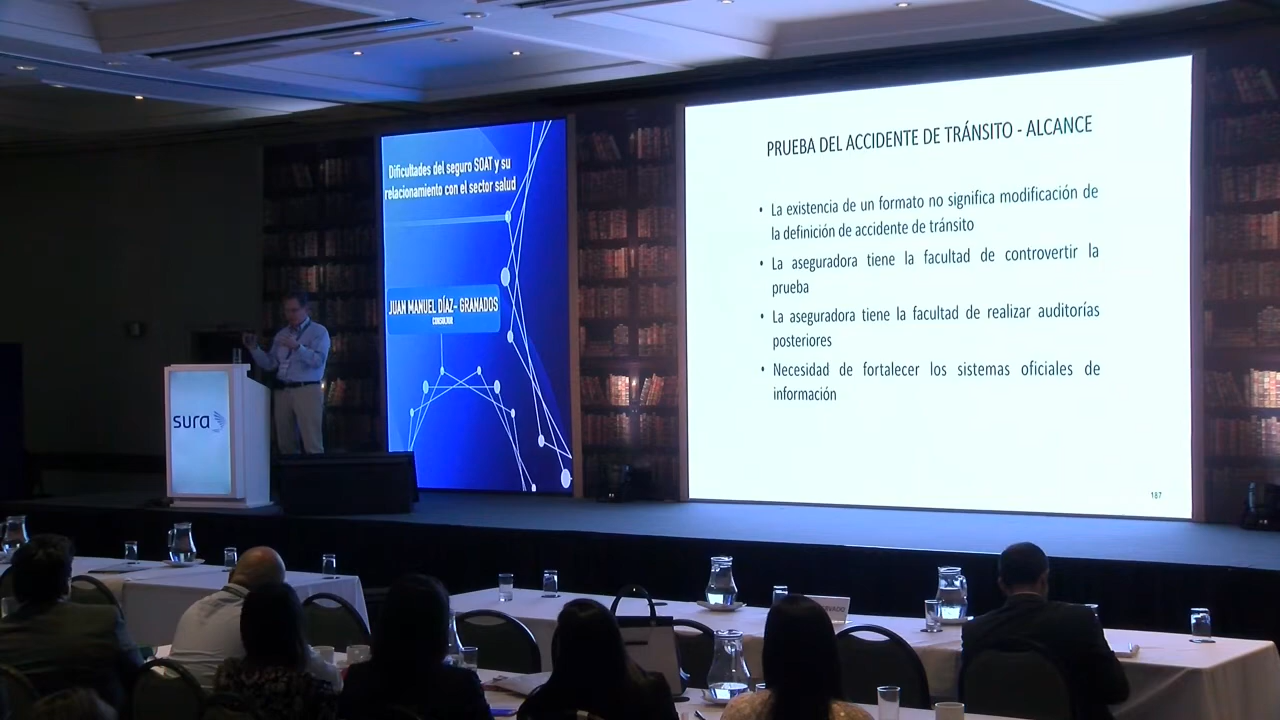 Dificultades del seguro SOAT y su
relacionamiento con el sector salud
JUAN MANUEL DÍAZ- GRANADOS
CONSULTOR
sura
PRUEBA DEL ACCIDENTE DE TRÁNSITO - ALCANCE
• La existencia de un formato no significa modificación de
la definición de accidente de tránsito
• La aseguradora tiene la facultad de controvertir la
prueba
• La aseguradora tiene la facultad de realizar auditorías
posteriores
• Necesidad de fortalecer los sistemas oficiales de
información
187